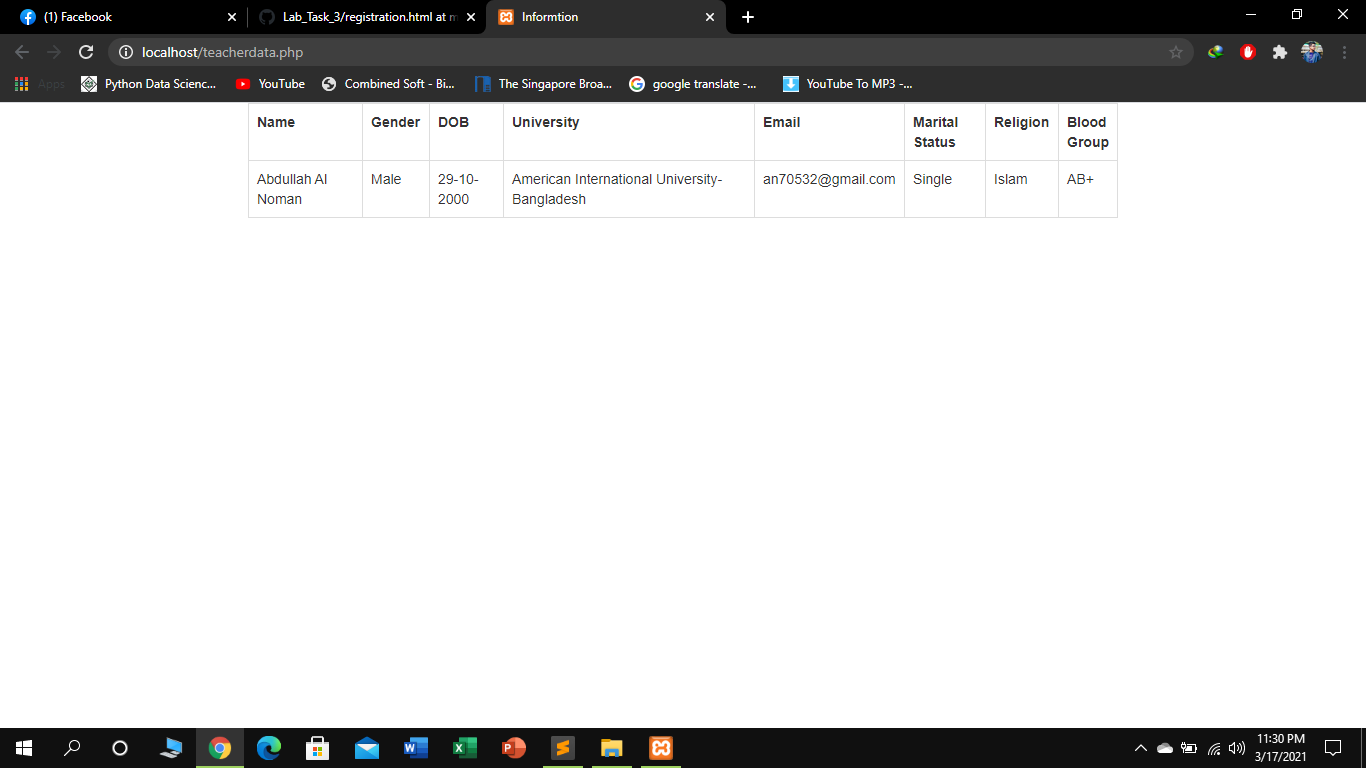 (1) Facebook
Lab_Task_3/registration.html at m
Informtion
localhost/teacherdata.php
Apps
Python Data Scienc...
YouTube
Combined Soft - Bi...
The Singapore Broa...
google translate -...
YouTube To MP3 -...
Name Gender DOB University Email Marital Religion Blood
Status Group
Abdullah Al Male 29-10- American International University- an70532@gmail.com Single Islam AB+
Noman 2000 Bangladesh
11:30 PM
3/17/2021